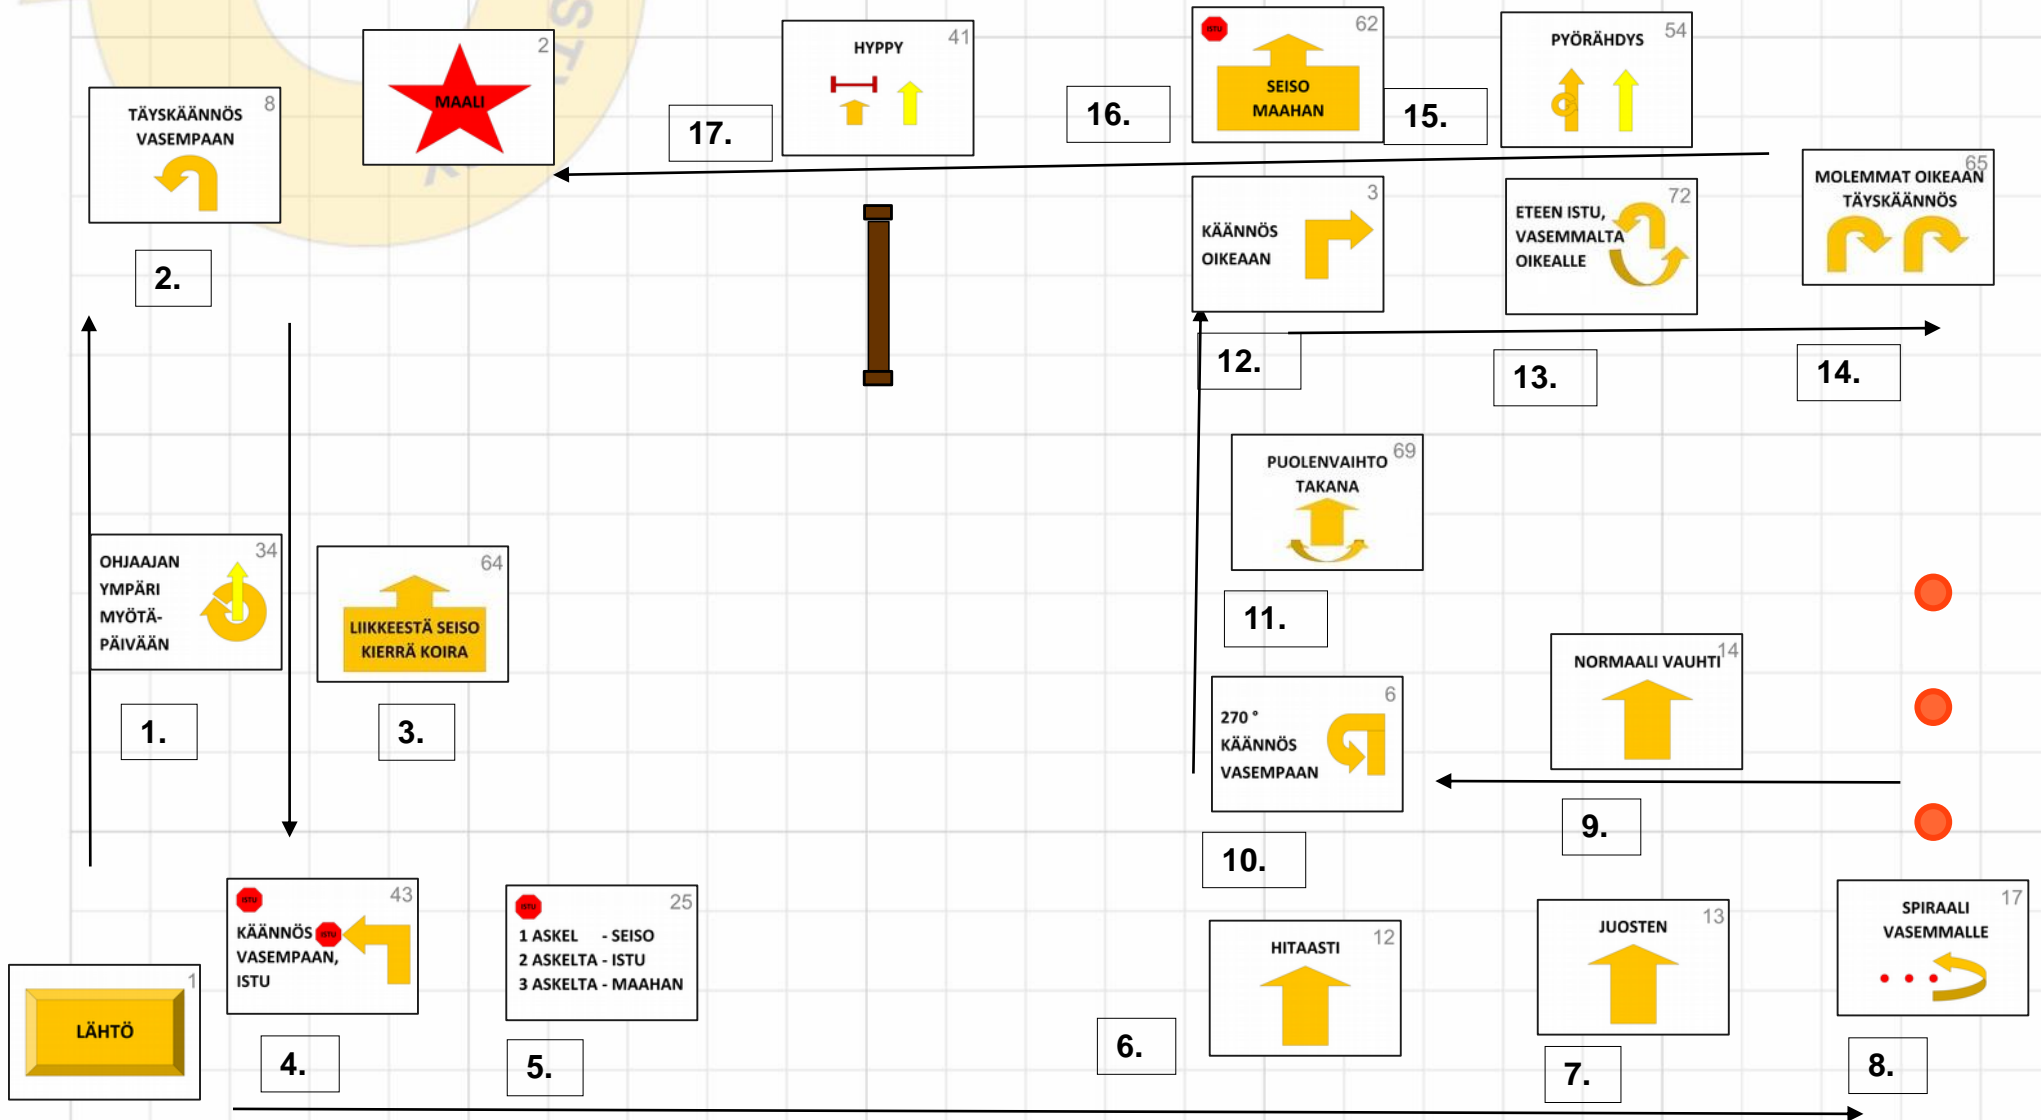 8
TÄYSKÄÄNNÖS
VASEMPAAN
2.
2
MAALI
17.
41
HYPPY
16.
62
ISTU
SEISO
MAAHAN
15.
54
PYÖRÄHDYS
65
MOLEMMAT OIKEAAN
TÄYSKÄÄNNÖS
3
KÄÄNNÖS
OIKEAAN
72
ETEEN ISTU,
VASEMMALTA
OIKEALLE
12.
13.
14.
69
PUOLENVAIHTO
TAKANA
11.
34
OHJAAJAN
YMPÄRI
MYÖTÄ-
PÄIVÄÄN
1.
64
LIIKKEESTÄ SEISO
KIERRÄ KOIRA
3.
14
NORMAALI VAUHTI
9.
6
270 °
KÄÄNNÖS
VASEMPAAN
10.
1
LÄHTÖ
43
ISTU
KÄÄNNÖS ISTU
VASEMPAAN,
ISTU
4.
25
ISTU
1 ASKEL - SEISO
2 ASKELTA - ISTU
3 ASKELTA - MAAHAN
5.
12
HITAASTI
6.
13
JUOSTEN
7.
17
SPIRAALI
VASEMMALLE
8.